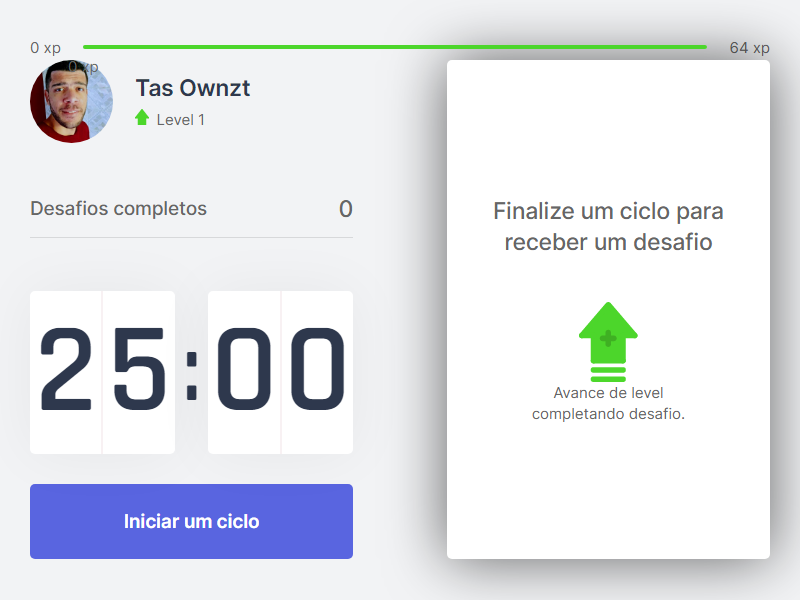 0 xp
64 xp
0 xp
Tas Ownzt
Level 1
Desafios completos 0
25:00
Iniciar um ciclo
Finalize um ciclo para
receber um desafio
Avance de level
completando desafio.